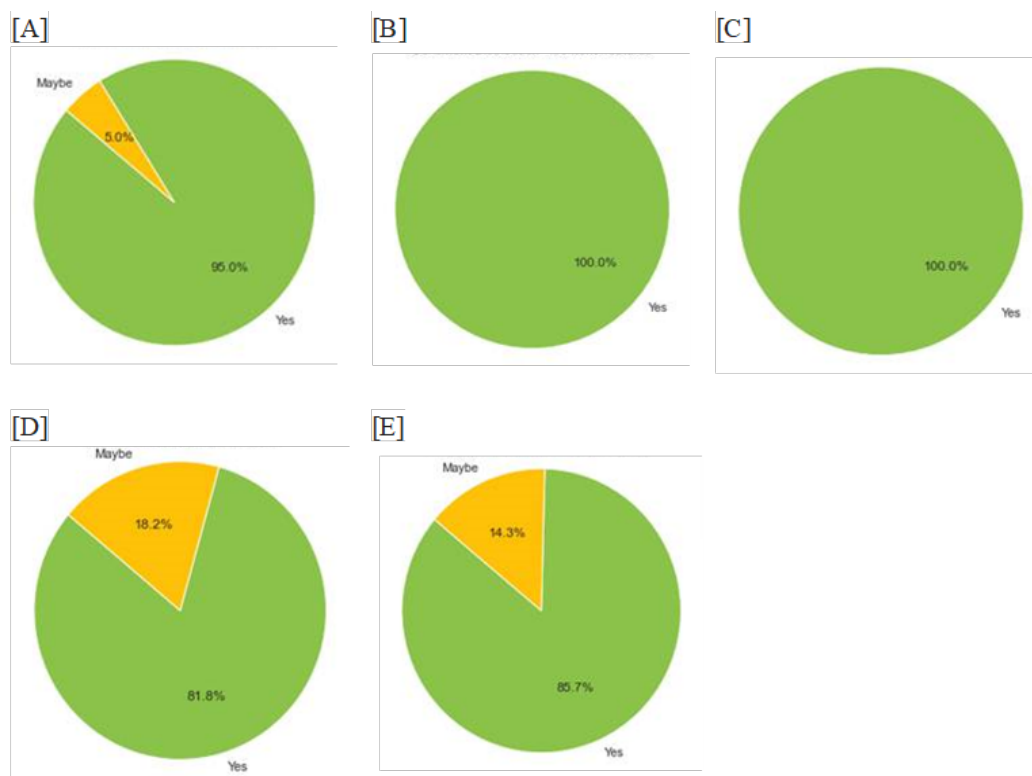 [A]
[B]
[C]
Maybe
5.0%
95.0%
Yes
100.0%
Yes
100.0%
Yes
[D]
[E]
Maybe
18.2%
81.8%
Yes
Maybe
14.3%
85.7%
Yes